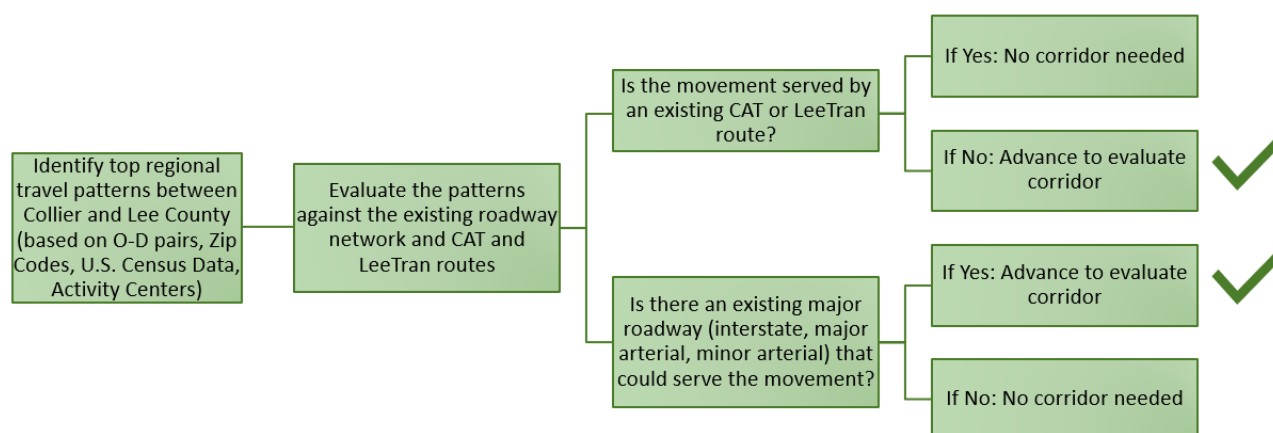 Identify top regional
travel patterns between
Collier and Lee County
(based on O-D pairs, Zip
Codes, U.S. Census Data,
Activity Centers)
Evaluate the patterns
against the existing roadway
network and CAT and
LeeTran routes
Is the movement served by
an existing CAT or LeeTran
route?
If Yes: No corridor needed
If No: Advance to evaluate
corridor
Is there an existing major
roadway (interstate, major
arterial, minor arterial) that
could serve the movement?
If Yes: Advance to evaluate
corridor
If No: No corridor needed